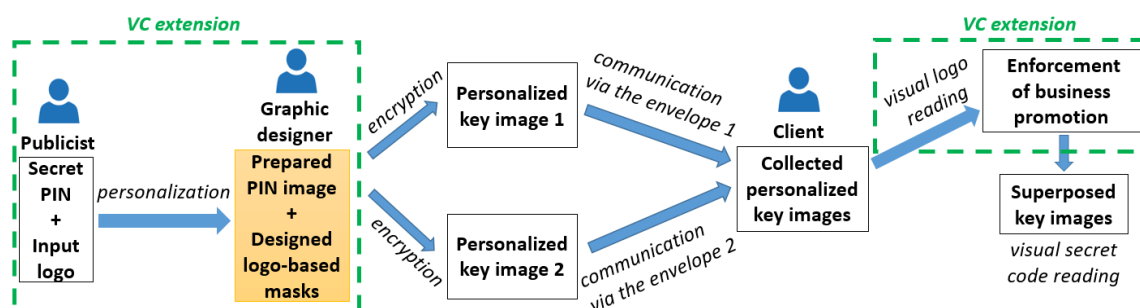 VC extension
Publicist
Secret
PIN
+
Input
logo
personalization
Graphic
designer
Prepared
PIN image
+
Designed
logo-based
masks
encryption
encryption
Personalized
key image 1
Personalized
key image 2
communication
via the envelope 1
communication
via the envelope 2
Client
Collected
personalized
key images
visual logo
reading
VC extension
Enforcement
of business
promotion
Superposed
key images
visual secret
code reading